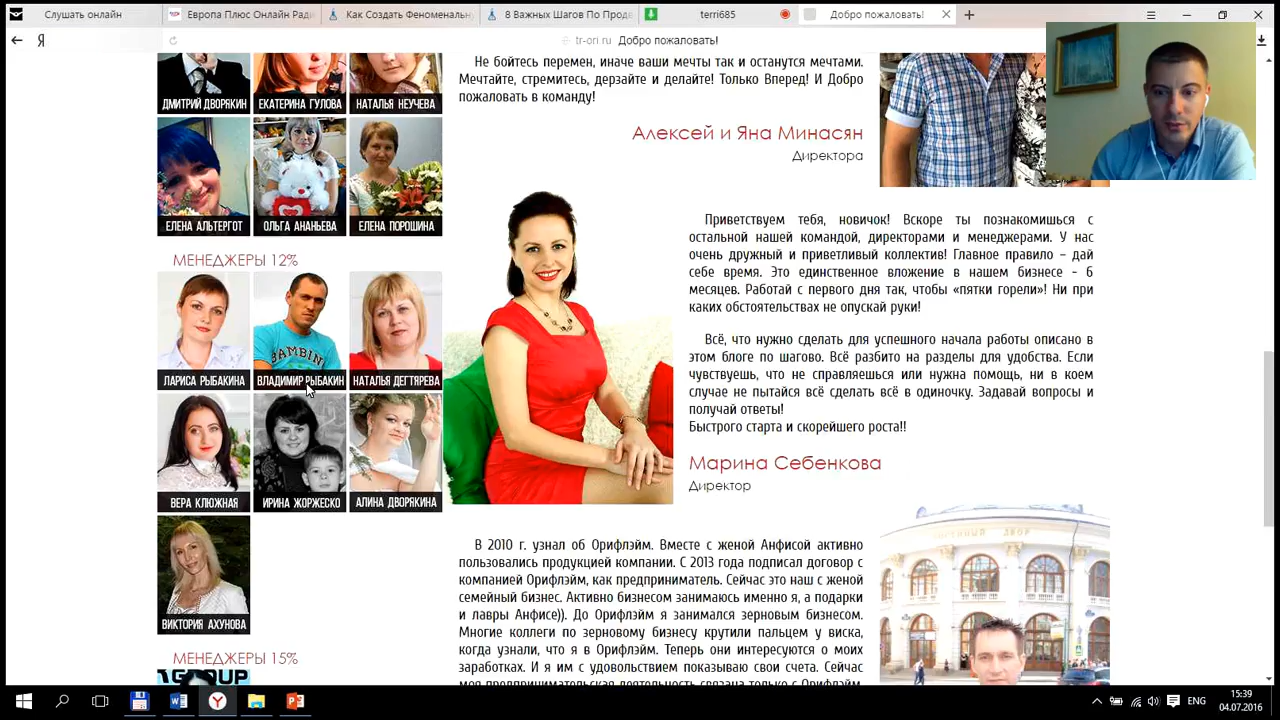 Слушать онлайн
Европа Плюс Онлайн Ради
Как Создать Феноменальн
8 Важных Шагов По Прода
terri685
Добро пожаловать!
Я
tr-ori.ru Добро пожаловать!
ДМИТРИЙ ДВОРЯКИН
ЕКАТЕРИНА ГУЛОВА
НАТАЛЬЯ НЕУЧЕВА
ЕЛЕНА АЛЬТЕРГОТ
ОЛЬГА АНАНЬЕВА
ЕЛЕНА ПОРОШИНА
МЕНЕДЖЕРЫ 12%
BAMBIN
ЛАРИСА РЫБАКИНА
ВЛАДИМИР РЫБАКИН
НАТАЛЬЯ ДЕГТЯРЕВА
ВЕРА КЛЮЖНАЯ
ИРИНА ЖОРЖЕСКО
АЛИНА ДВОРЯКИНА
ВИКТОРИЯ АХУНОВА
МЕНЕДЖЕРЫ 15%
GROUP
Не бойтесь перемен, иначе ваши мечты так и останутся мечтами.
Мечтайте, стремитесь, дерзайте и делайте! Только Вперед! И Добро
пожаловать в команду!
Алексей и Яна Минасян
Директора
Приветствуем тебя, новичок! Вскоре ты познакомишься с
остальной нашей командой, директорами и менеджерами. У нас
очень дружный и приветливый коллектив! Главное правило – дай
себе время. Это единственное вложение в нашем бизнесе - 6
месяцев. Работай с первого дня так, чтобы «пятки горели»! Ни при
каких обстоятельствах не опускай руки!
Всё, что нужно сделать для успешного начала работы описано в
этом блоге по шагово. Всё разбито на разделы для удобства. Если
чувствуешь, что не справляешься или нужна помощь, ни в коем
случае не пытайся всё сделать всё в одиночку. Задавай вопросы и
получай ответы!
Быстрого старта и скорейшего роста!!
Марина Себенкова
Директор
В 2010 г. узнал об Орифлэйм. Вместе с женой Анфисой активно
пользовались продукцией компании. С 2013 года подписал договор с
компанией Орифлэйм, как предприниматель. Сейчас это наш с женой
семейный бизнес. Активно бизнесом занимаюсь именно я, а подарки
и лавры Анфисе)). До Орифлэйм я занимался зерновым бизнесом.
Многие коллеги по зерновому бизнесу крутили пальцем у виска,
когда узнали, что я в Орифлэйм. Теперь они интересуются о моих
заработках. И я им с удовольствием показываю свои счета. Сейчас
моя предпринимательская деятельность связана только с Орифлэйм.
ENG
15:39
04.07.2016